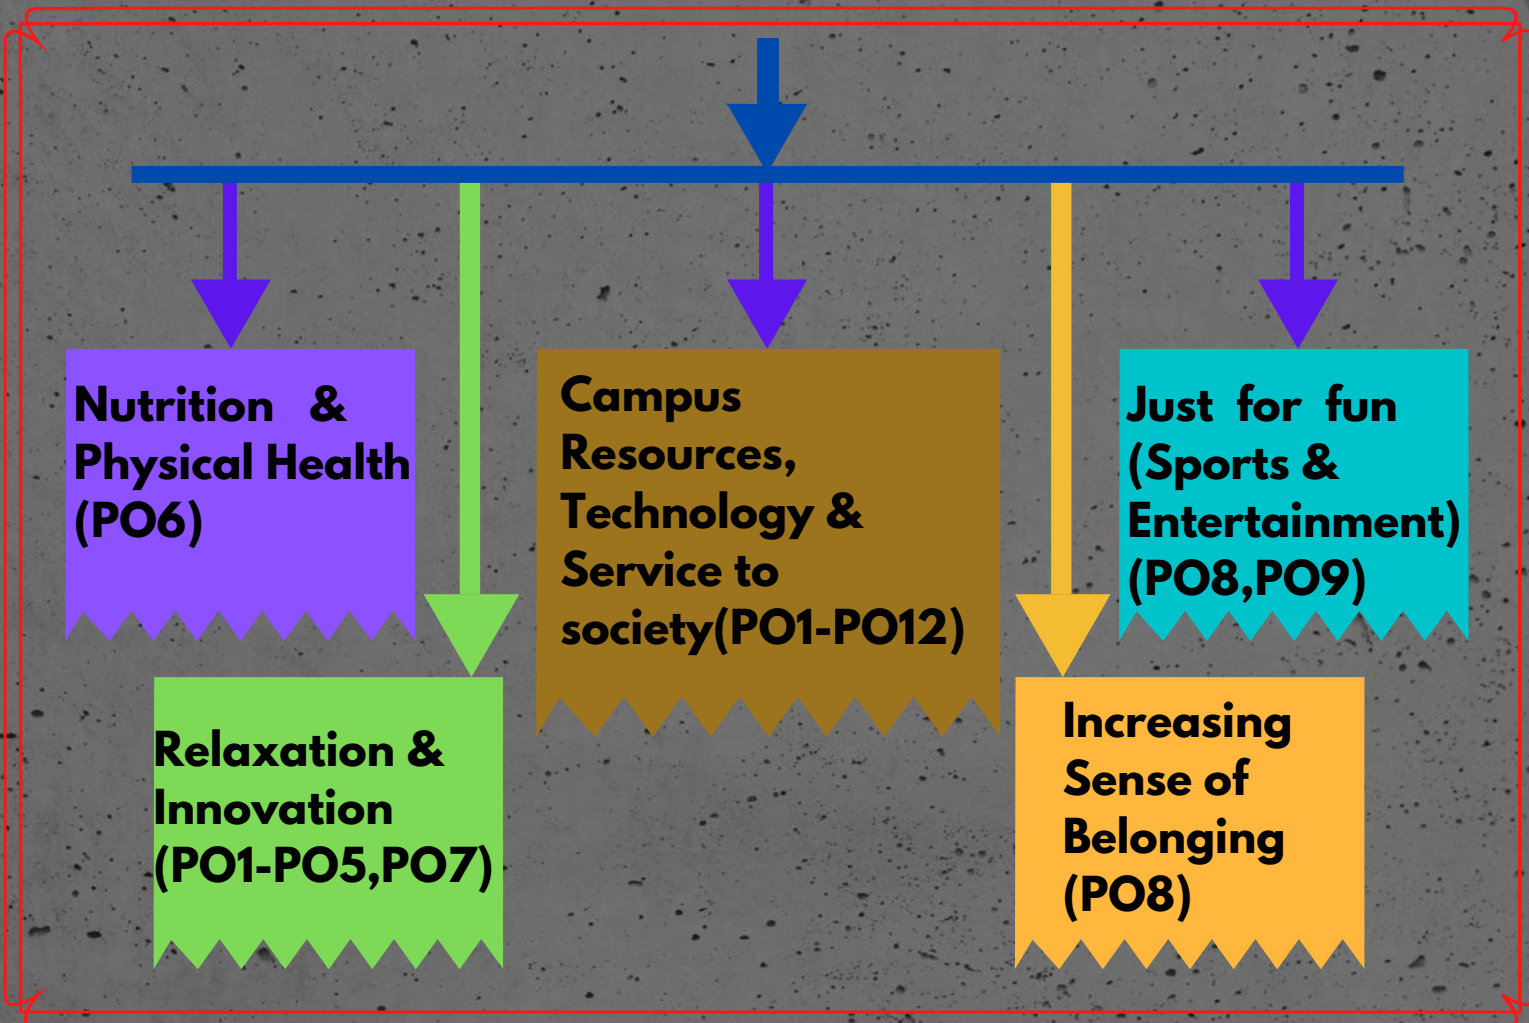 Nutrition &
Physical Health
(PO6)
Relaxation &
Innovation
(PO1-PO5,PO7)
Campus
Resources,
Technology &
Service to
society(PO1-PO12)
Increasing
Sense of
Belonging
(PO8)
Just for fun
(Sports &
Entertainment)
(PO8,PO9)